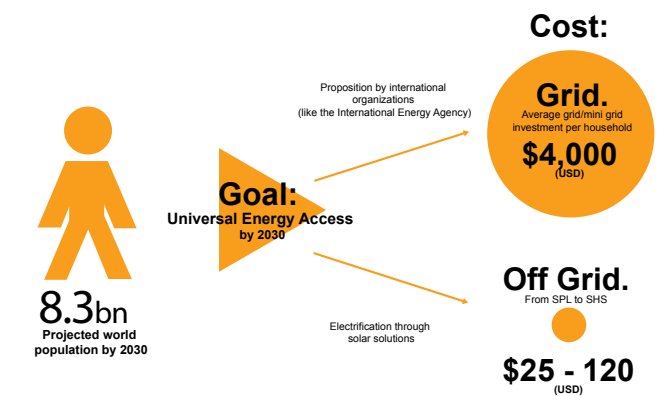 8.3bn
Projected world
population by 2030
Goal:
Universal Energy Access
by 2030
Proposition by international
organizations
(like the International Energy Agency)
Electrification through
solar solutions
Cost:
Grid.
Average grid/mini grid
investment per household
$4,000
(USD)
Off Grid.
From SPL to SHS
$25 - 120
(USD)